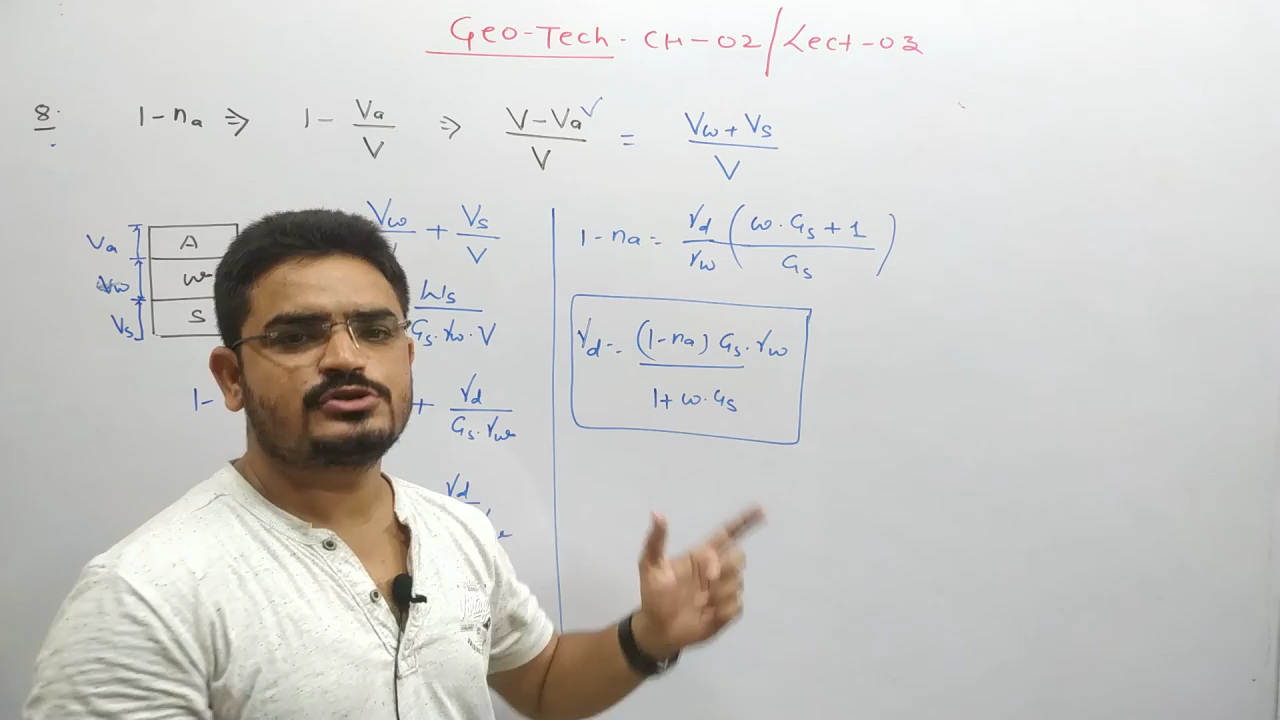 Geo-Tech. CH-02/Lect-03
8. 1-na ⇒ 1- Va/V ⇒ V-Va/V ✓ = Vw+Vs/V
Va A
Vw w
Vs S
Vw + Vs/V
Ws/Gs.γw.V
1-
+ γd/Gs.γw
γd
1-na = γd/γw (w.Gs+1/Gs)
γd = (1-na) Gs.γw/1+w.Gs